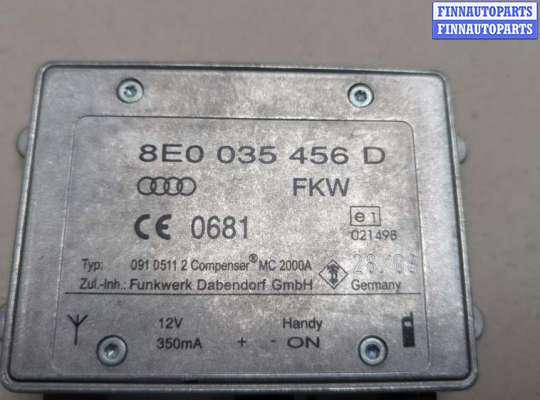 FINNAUTOPARTS
FINNAUTOPARTS
8E0 035 456 D
FKW
CE 0681
e1
021498
Typ: 091 0511 2 Compenser® MC 2000A
Zul.-Inh.: Funkwerk Dabendorf GmbH Germany
12V Handy
350mA + - ON